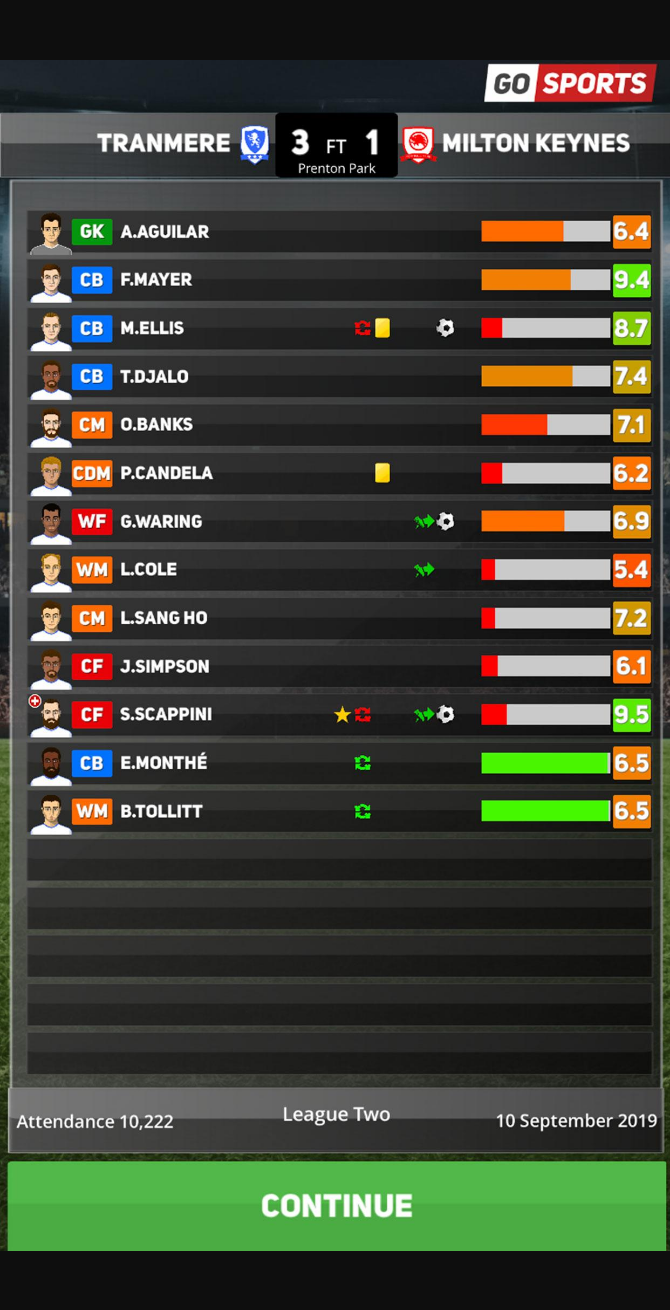 GO SPORTS
TRANMERE 3 FT 1 MILTON KEYNES
Prenton Park
GK A.AGUILAR 6.4
CB F.MAYER 9.4
CB M.ELLIS 8.7
CB T.DJALO 7.4
CM O.BANKS 7.1
CDM P.CANDELA 6.2
WF G.WARING 6.9
WM L.COLE 5.4
CM L.SANG HO 7.2
CF J.SIMPSON 6.1
CF S.SCAPPINI 9.5
CB E.MONTHÉ 6.5
WM B.TOLLITT 6.5
Attendance 10,222 League Two 10 September 2019
CONTINUE